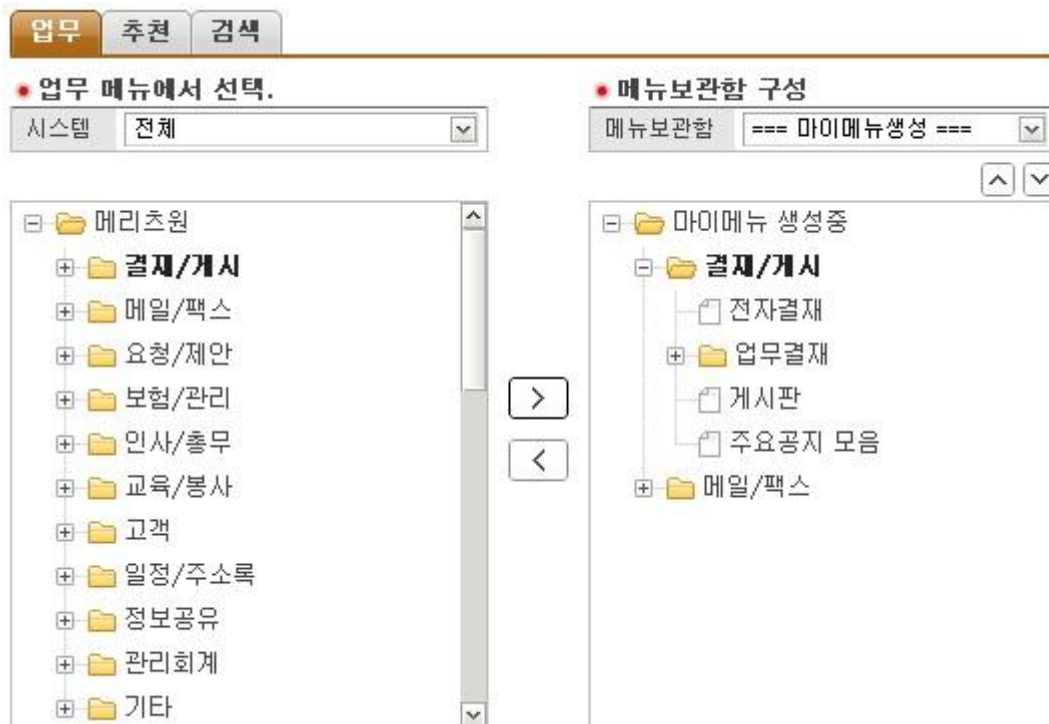 업무 추천 검색
업무 메뉴에서 선택.
시스템 전체
메리츠원
결재/게시
메일/팩스
요청/제안
보험/관리
인사/총무
교육/봉사
고객
일정/주소록
정보공유
관리회계
기타
메뉴보관함 구성
메뉴보관함 === 마이메뉴생성 ===
마이메뉴 생성중
결재/게시
전자결재
업무결재
게시판
주요공지 모음
메일/팩스